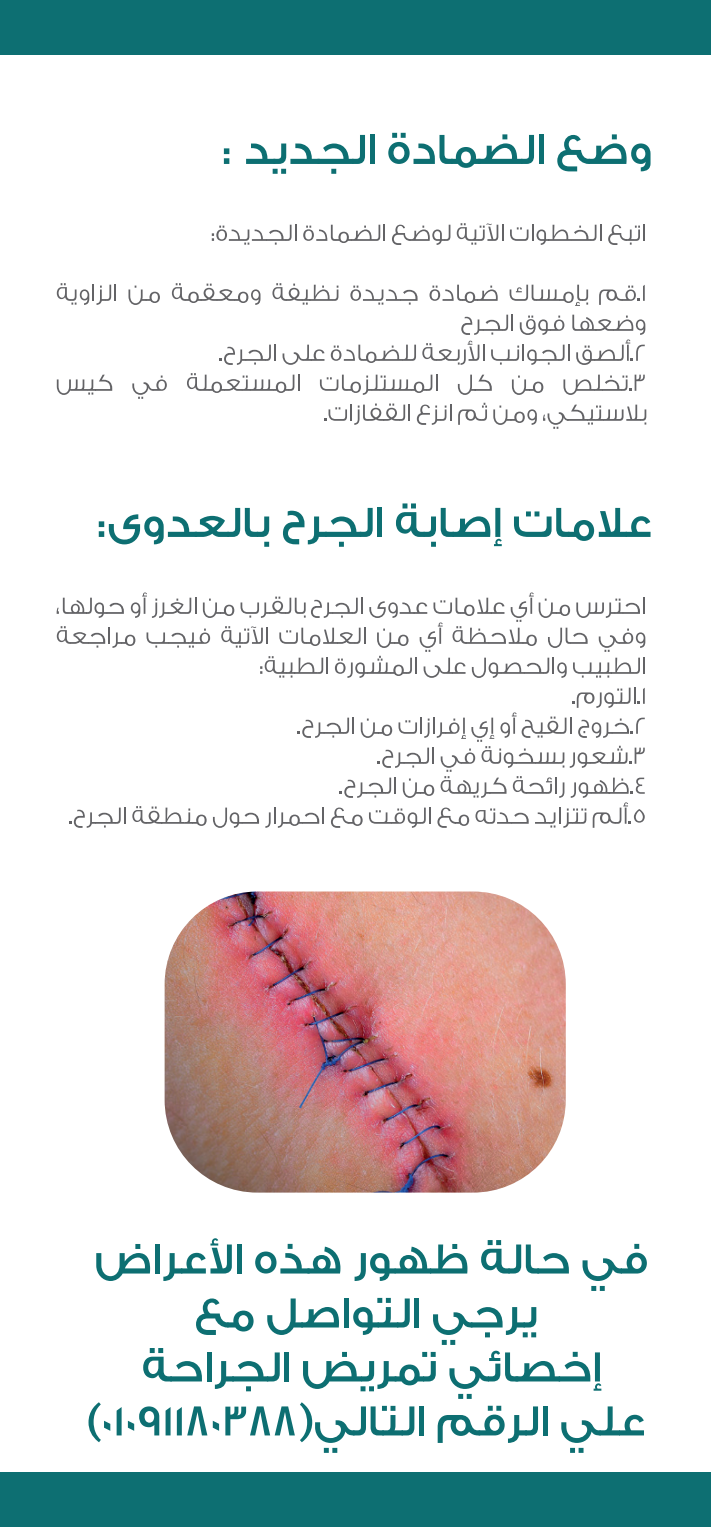 وضع الضمادة الجديد :
اتبع الخطوات الآتية لوضع الضمادة الجديدة:
١.قم بإمساك ضمادة جديدة نظيفة ومعقمة من الزاوية
وضعها فوق الجرح
٢.ألصق الجوانب الأربعة للضمادة على الجرح.
٣.تخلص من كل المستلزمات المستعملة في كيس
بلاستيكي، ومن ثم انزع القفازات.
علامات إصابة الجرح بالعدوى:
احترس من أي علامات عدوى الجرح بالقرب من الغرز أو حولها،
وفي حال ملاحظة أي من العلامات الآتية فيجب مراجعة
الطبيب والحصول على المشورة الطبية:
١.التورم.
٢.خروج القيح أو إي إفرازات من الجرح.
٣.شعور بسخونة في الجرح.
٤.ظهور رائحة كريهة من الجرح.
٥.ألم تتزايد حدته مع الوقت مع احمرار حول منطقة الجرح.
في حالة ظهور هذه الأعراض
يرجي التواصل مع
إخصائي تمريض الجراحة
علي الرقم التالي(٠١٠٩١١٨٠٣٨٨)